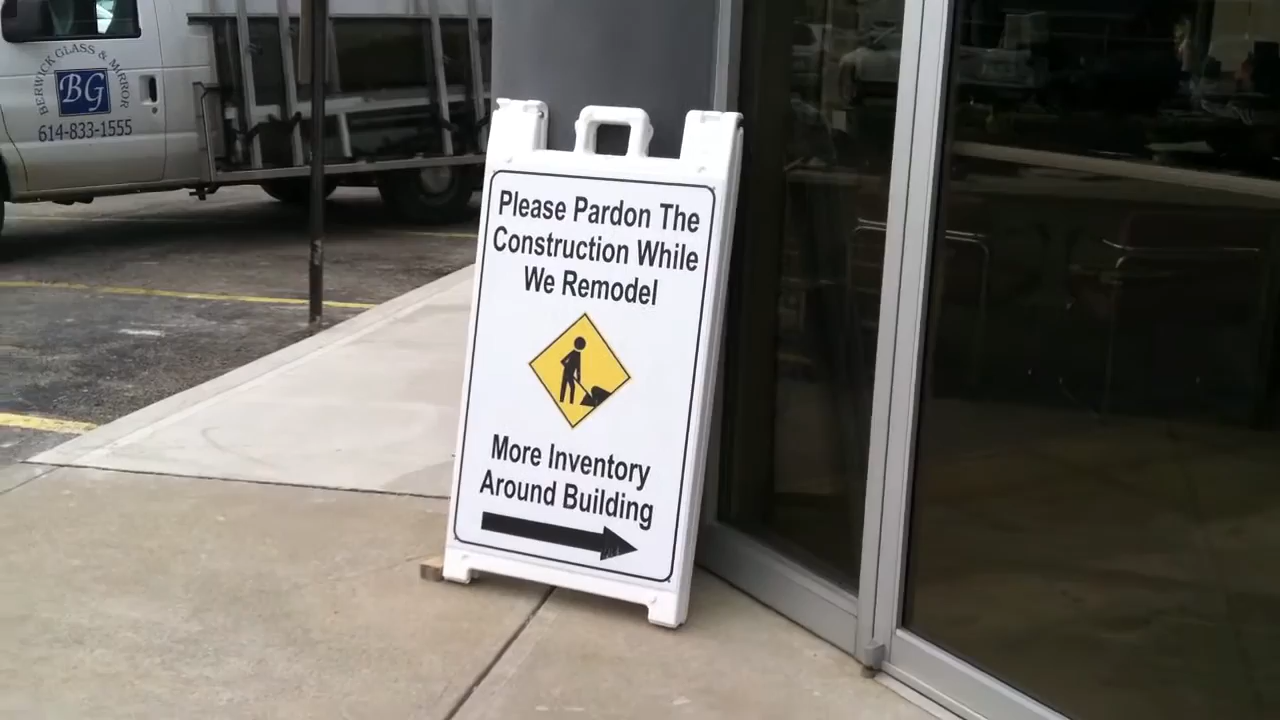 BERWICK GLASS & MIRROR
BG
614-833-1555
Please Pardon The
Construction While
We Remodel
More Inventory
Around Building